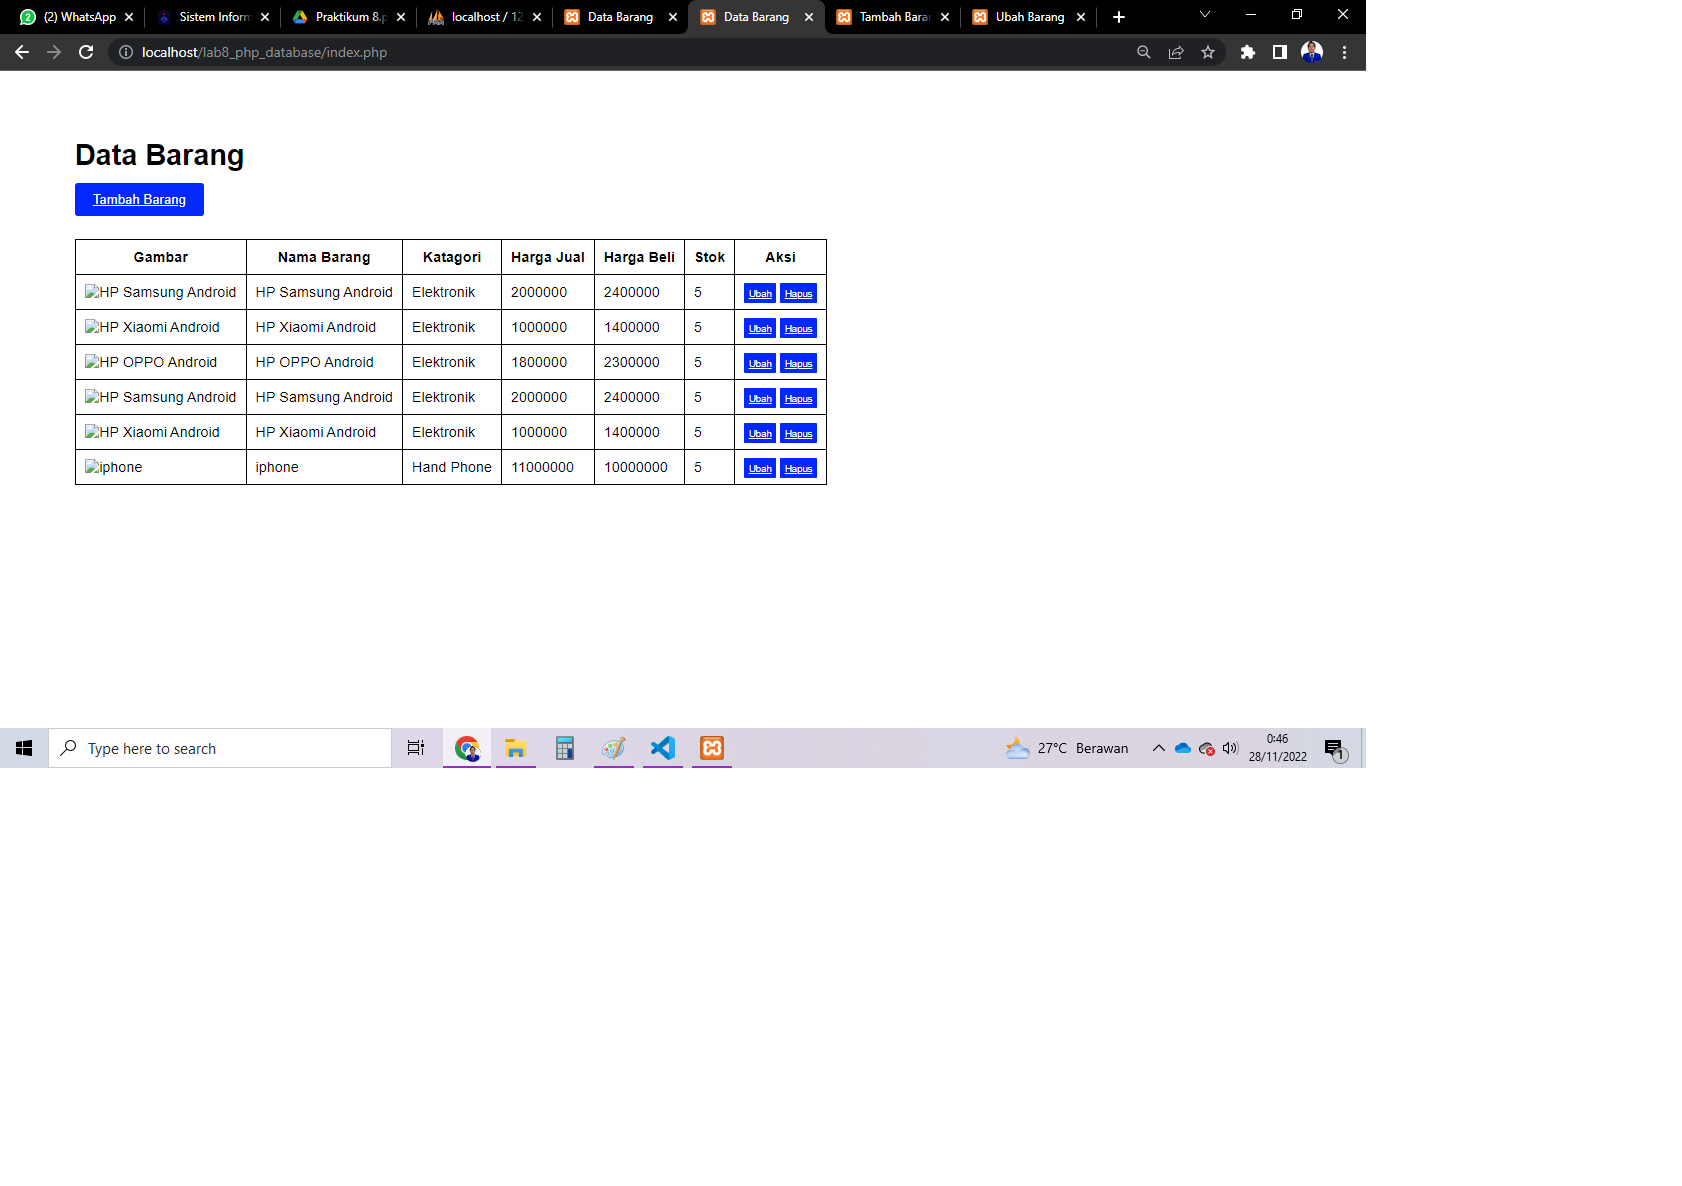 (2) WhatsApp Sistem Inform Praktikum 8.p localhost / 12 Data Barang Data Barang Tambah Barar Ubah Barang
localhost/lab8_php_database/index.php
Data Barang
Tambah Barang
Gambar Nama Barang Katagori Harga Jual Harga Beli Stok Aksi
HP Samsung Android HP Samsung Android Elektronik 2000000 2400000 5 Ubah Hapus
HP Xiaomi Android HP Xiaomi Android Elektronik 1000000 1400000 5 Ubah Hapus
HP OPPO Android HP OPPO Android Elektronik 1800000 2300000 5 Ubah Hapus
HP Samsung Android HP Samsung Android Elektronik 2000000 2400000 5 Ubah Hapus
HP Xiaomi Android HP Xiaomi Android Elektronik 1000000 1400000 5 Ubah Hapus
iphone iphone Hand Phone 11000000 10000000 5 Ubah Hapus
Type here to search 27°C Berawan 0:46
28/11/2022 1